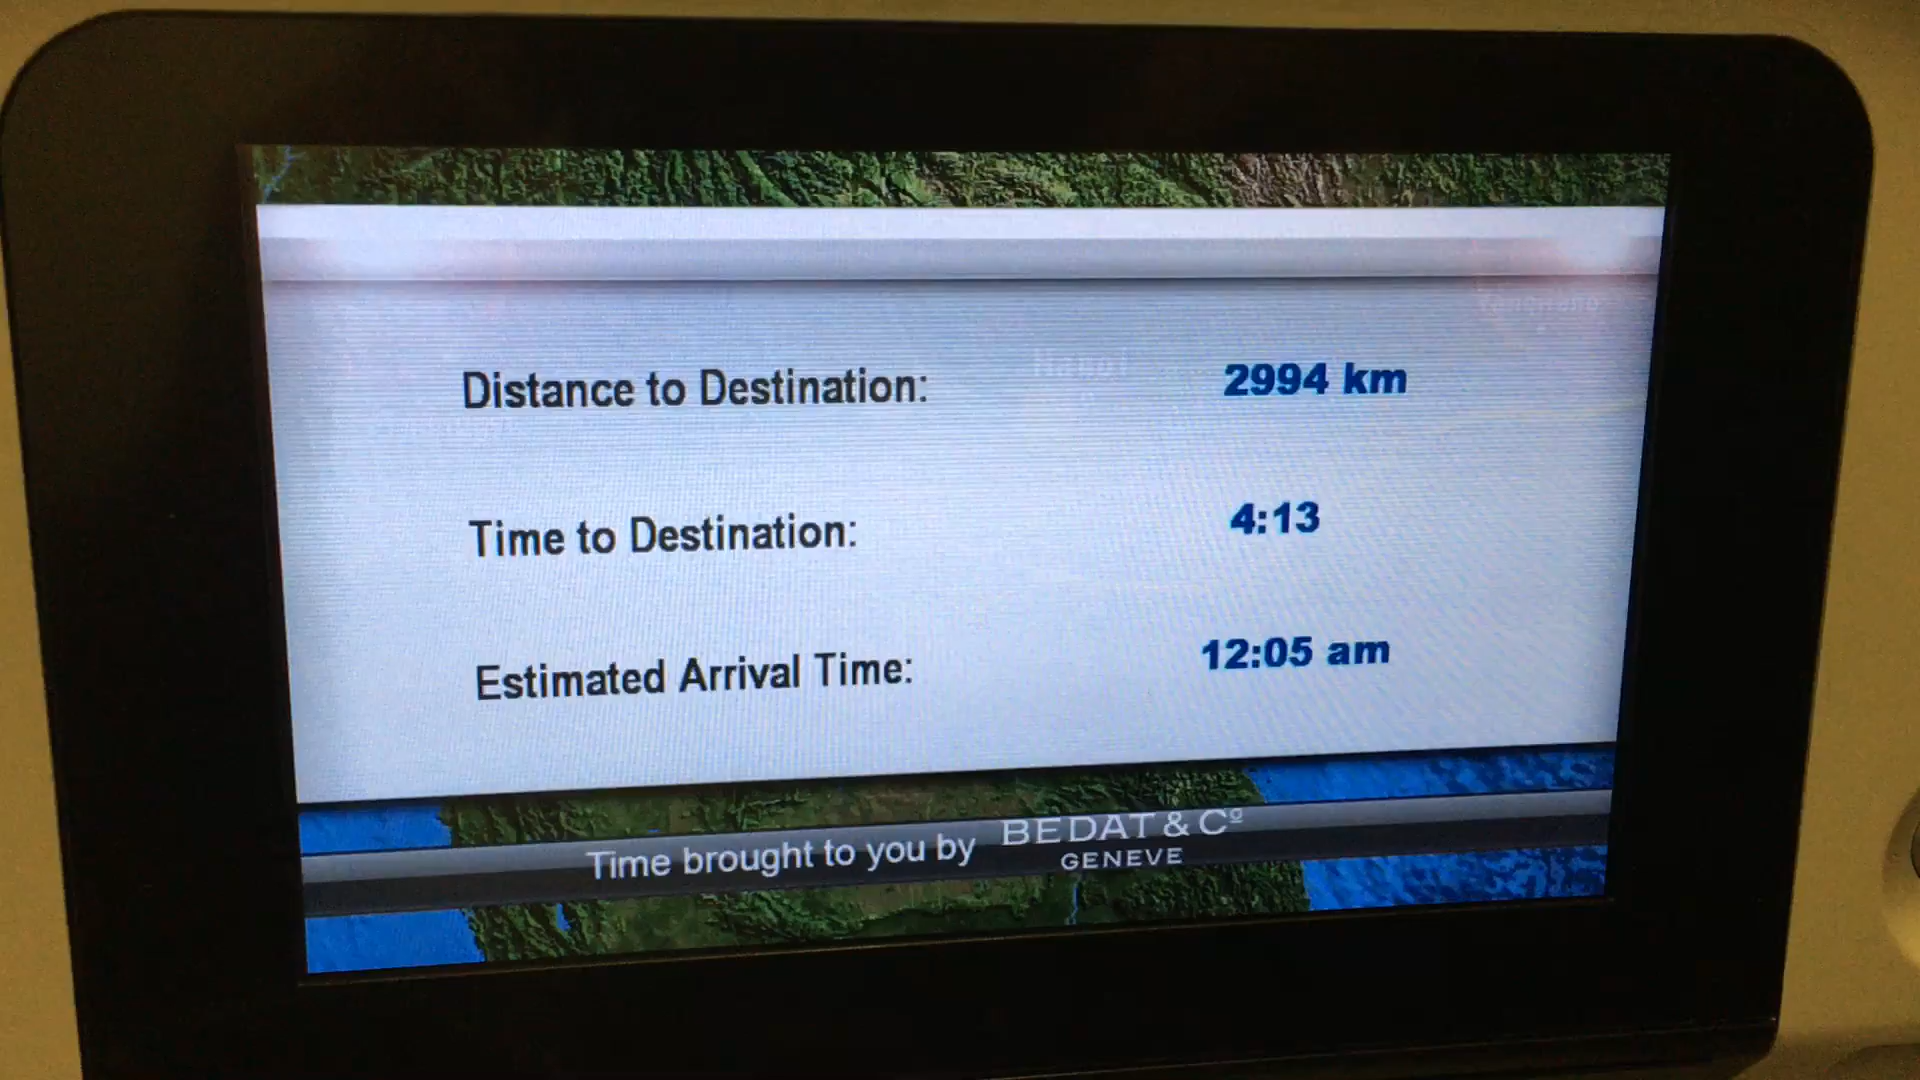 Distance to Destination: 2994 km
Hanoi
Time to Destination: 4:13
Estimated Arrival Time: 12:05 am
Time brought to you by BEDAT & Cº
GENEVE